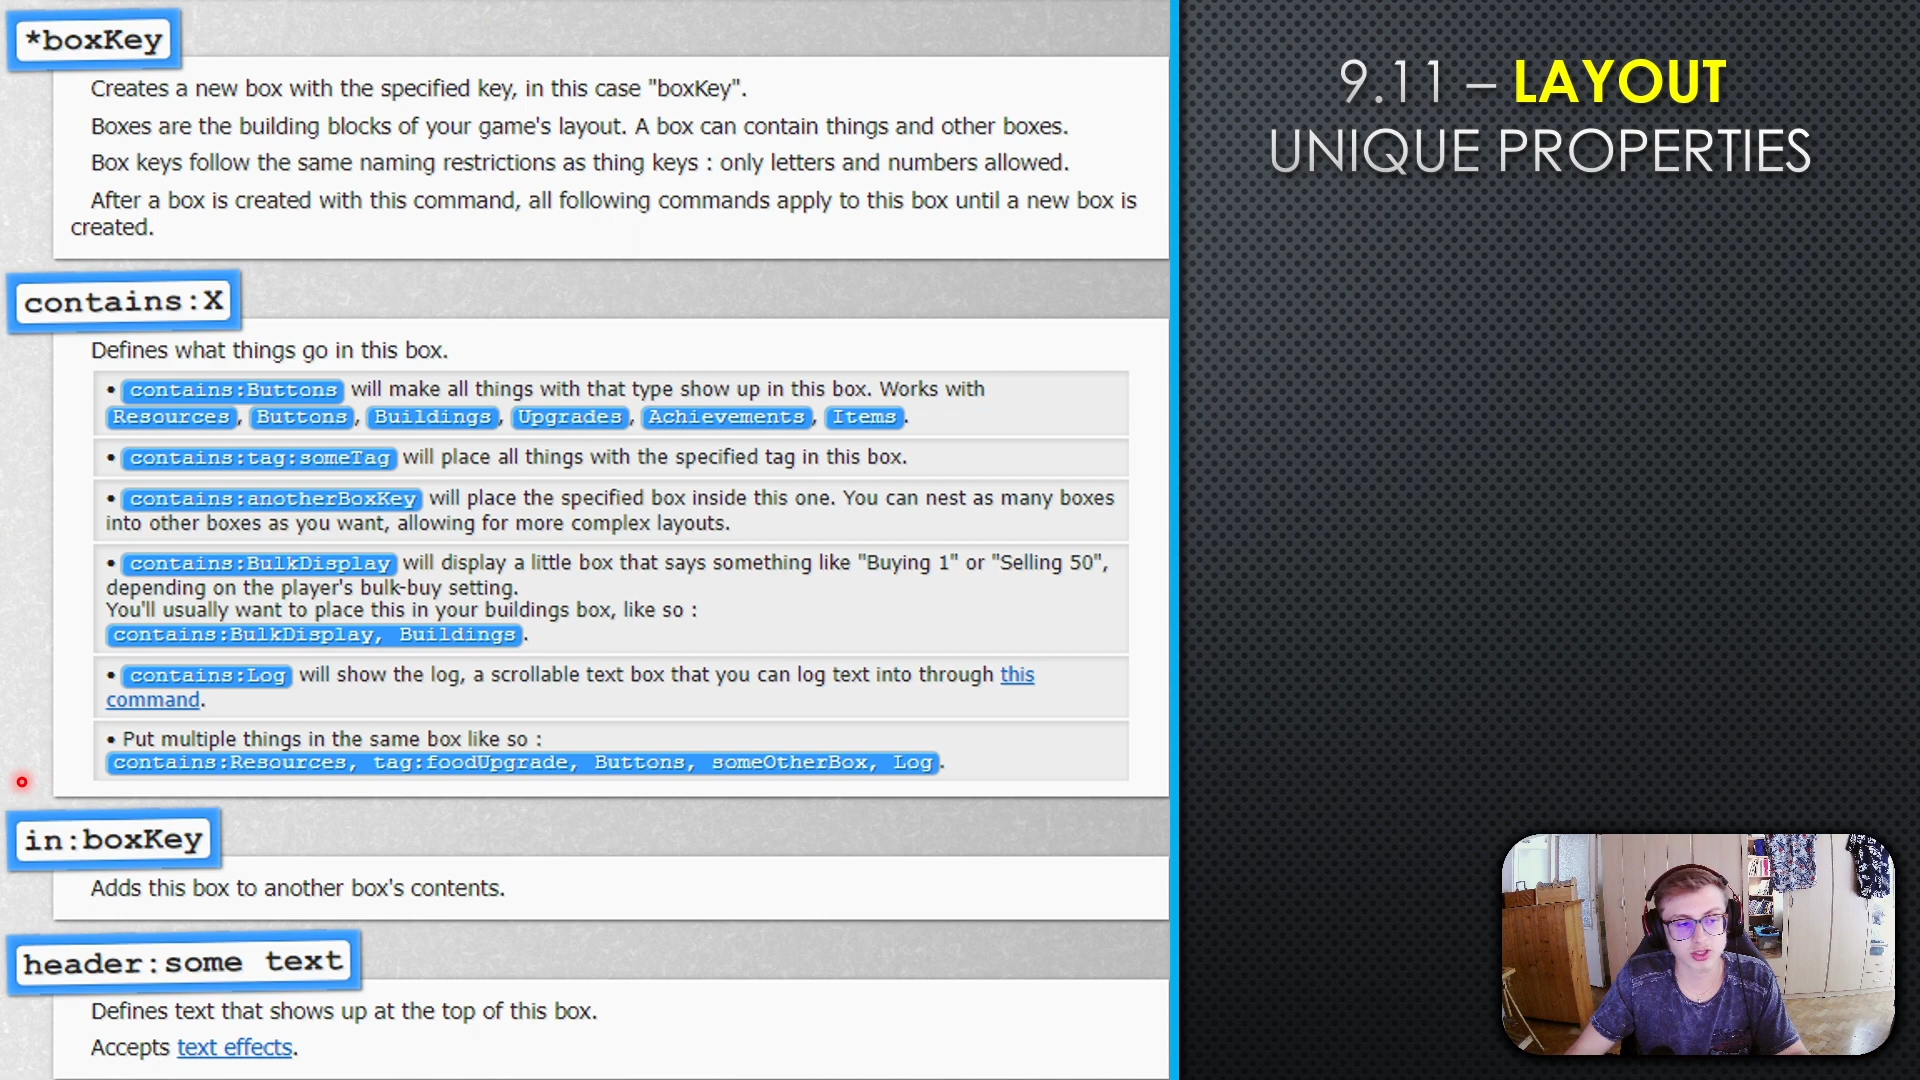 *boxKey
Creates a new box with the specified key, in this case "boxKey".
Boxes are the building blocks of your game's layout. A box can contain things and other boxes.
Box keys follow the same naming restrictions as thing keys : only letters and numbers allowed.
After a box is created with this command, all following commands apply to this box until a new box is
created.
contains:X
Defines what things go in this box.
• contains:Buttons will make all things with that type show up in this box. Works with
Resources, Buttons, Buildings, Upgrades, Achievements, Items.
• contains:tag:someTag will place all things with the specified tag in this box.
• contains:anotherBoxKey will place the specified box inside this one. You can nest as many boxes
into other boxes as you want, allowing for more complex layouts.
• contains:BulkDisplay will display a little box that says something like "Buying 1" or "Selling 50",
depending on the player's bulk-buy setting.
You'll usually want to place this in your buildings box, like so :
contains:BulkDisplay, Buildings.
• contains:Log will show the log, a scrollable text box that you can log text into through this
command.
• Put multiple things in the same box like so :
contains:Resources, tag:foodUpgrade, Buttons, someOtherBox, Log.
in:boxKey
Adds this box to another box's contents.
header:some text
Defines text that shows up at the top of this box.
Accepts text effects.
9.11 – LAYOUT
UNIQUE PROPERTIES